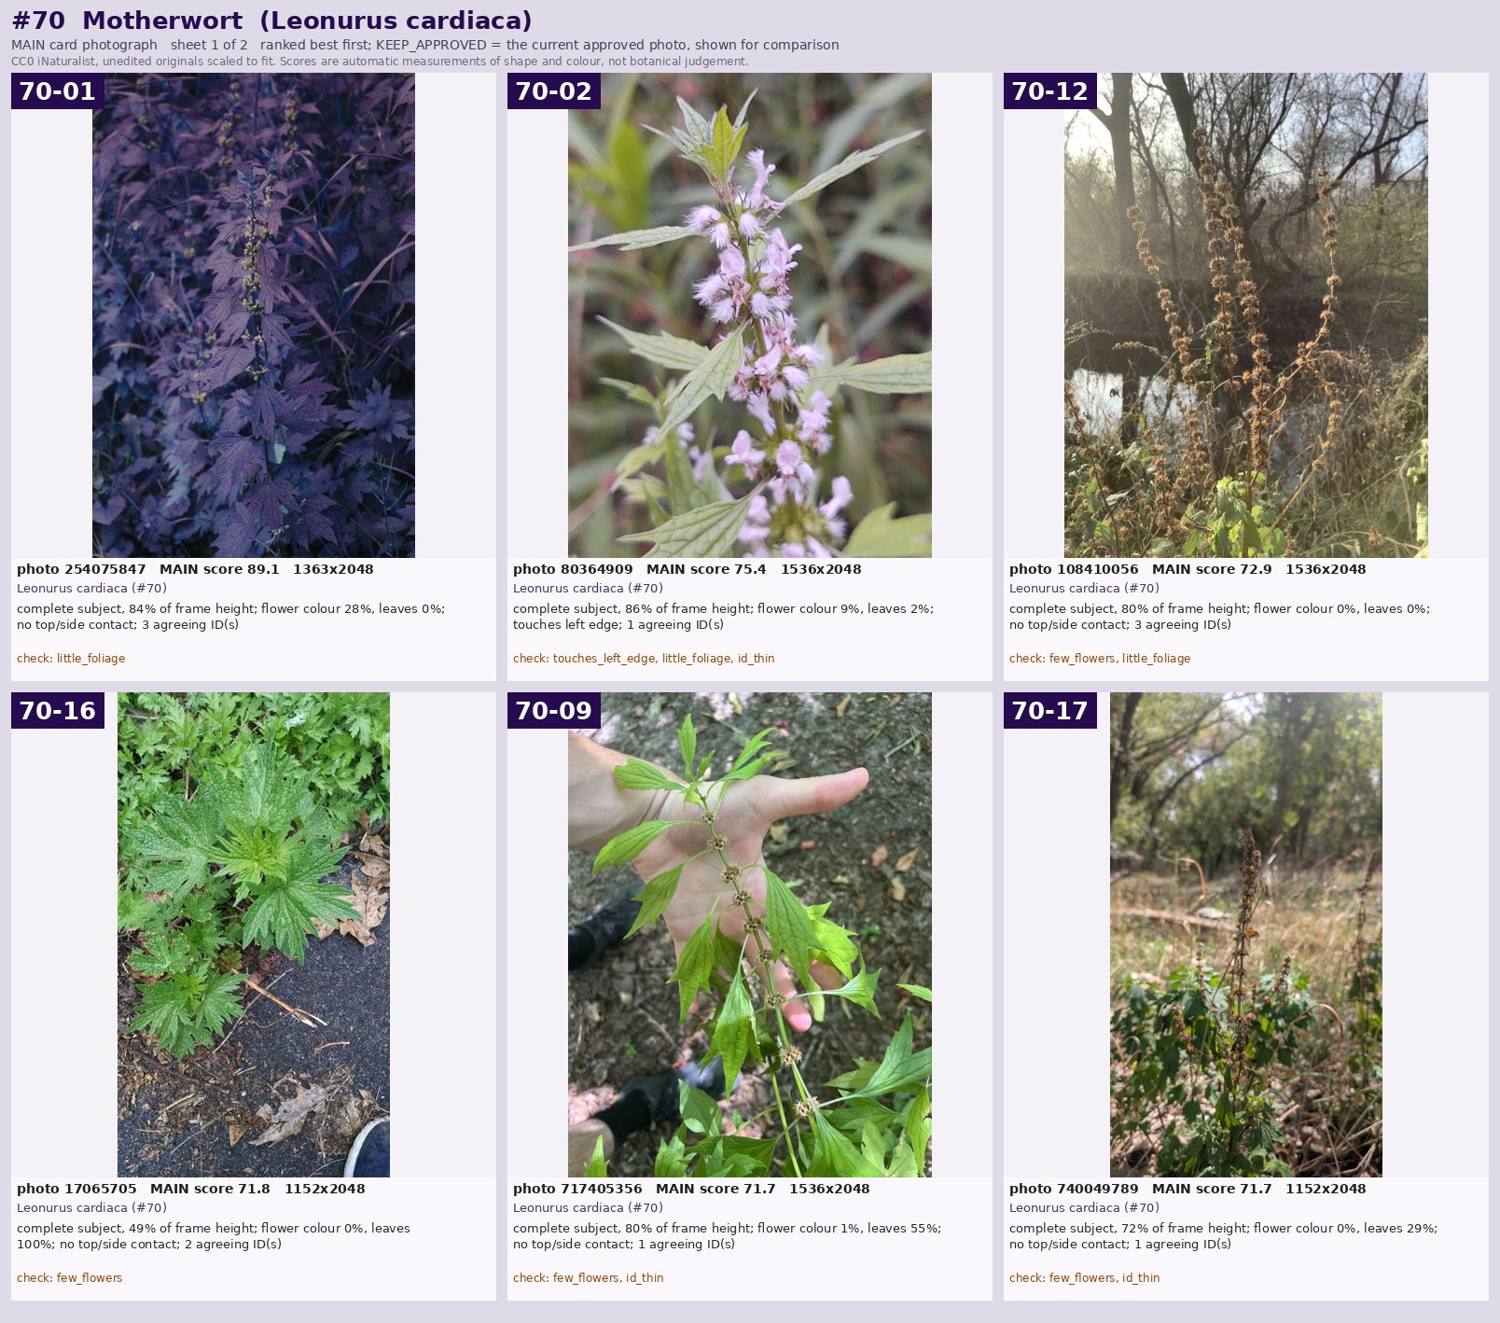 #70  Motherwort  (Leonurus cardiaca)
MAIN card photograph   sheet 1 of 2   ranked best first; KEEP_APPROVED = the current approved photo, shown for comparison
CC0 iNaturalist, unedited originals scaled to fit. Scores are automatic measurements of shape and colour, not botanical judgement.
70-01
photo 254075847   MAIN score 89.1   1363x2048
Leonurus cardiaca (#70)
complete subject, 84% of frame height; flower colour 28%, leaves 0%;
no top/side contact; 3 agreeing ID(s)
check: little_foliage
70-02
photo 80364909   MAIN score 75.4   1536x2048
Leonurus cardiaca (#70)
complete subject, 86% of frame height; flower colour 9%, leaves 2%;
touches left edge; 1 agreeing ID(s)
check: touches_left_edge, little_foliage, id_thin
70-12
photo 108410056   MAIN score 72.9   1536x2048
Leonurus cardiaca (#70)
complete subject, 80% of frame height; flower colour 0%, leaves 0%;
no top/side contact; 3 agreeing ID(s)
check: few_flowers, little_foliage
70-16
photo 17065705   MAIN score 71.8   1152x2048
Leonurus cardiaca (#70)
complete subject, 49% of frame height; flower colour 0%, leaves
100%; no top/side contact; 2 agreeing ID(s)
check: few_flowers
70-09
photo 717405356   MAIN score 71.7   1536x2048
Leonurus cardiaca (#70)
complete subject, 80% of frame height; flower colour 1%, leaves 55%;
no top/side contact; 1 agreeing ID(s)
check: few_flowers, id_thin
70-17
photo 740049789   MAIN score 71.7   1152x2048
Leonurus cardiaca (#70)
complete subject, 72% of frame height; flower colour 0%, leaves 29%;
no top/side contact; 1 agreeing ID(s)
check: few_flowers, id_thin